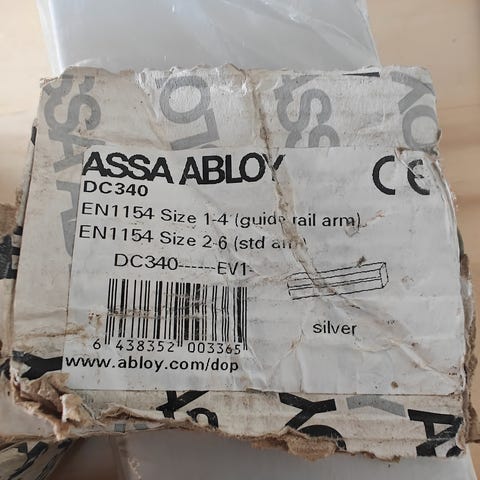 ASSA ABLOY
CE
DC340
EN1154 Size 1-4 (guide rail arm)
EN1154 Size 2-6 (std arm)
DC340------EV1-
silver
6 438352 003365
www.abloy.com/dop